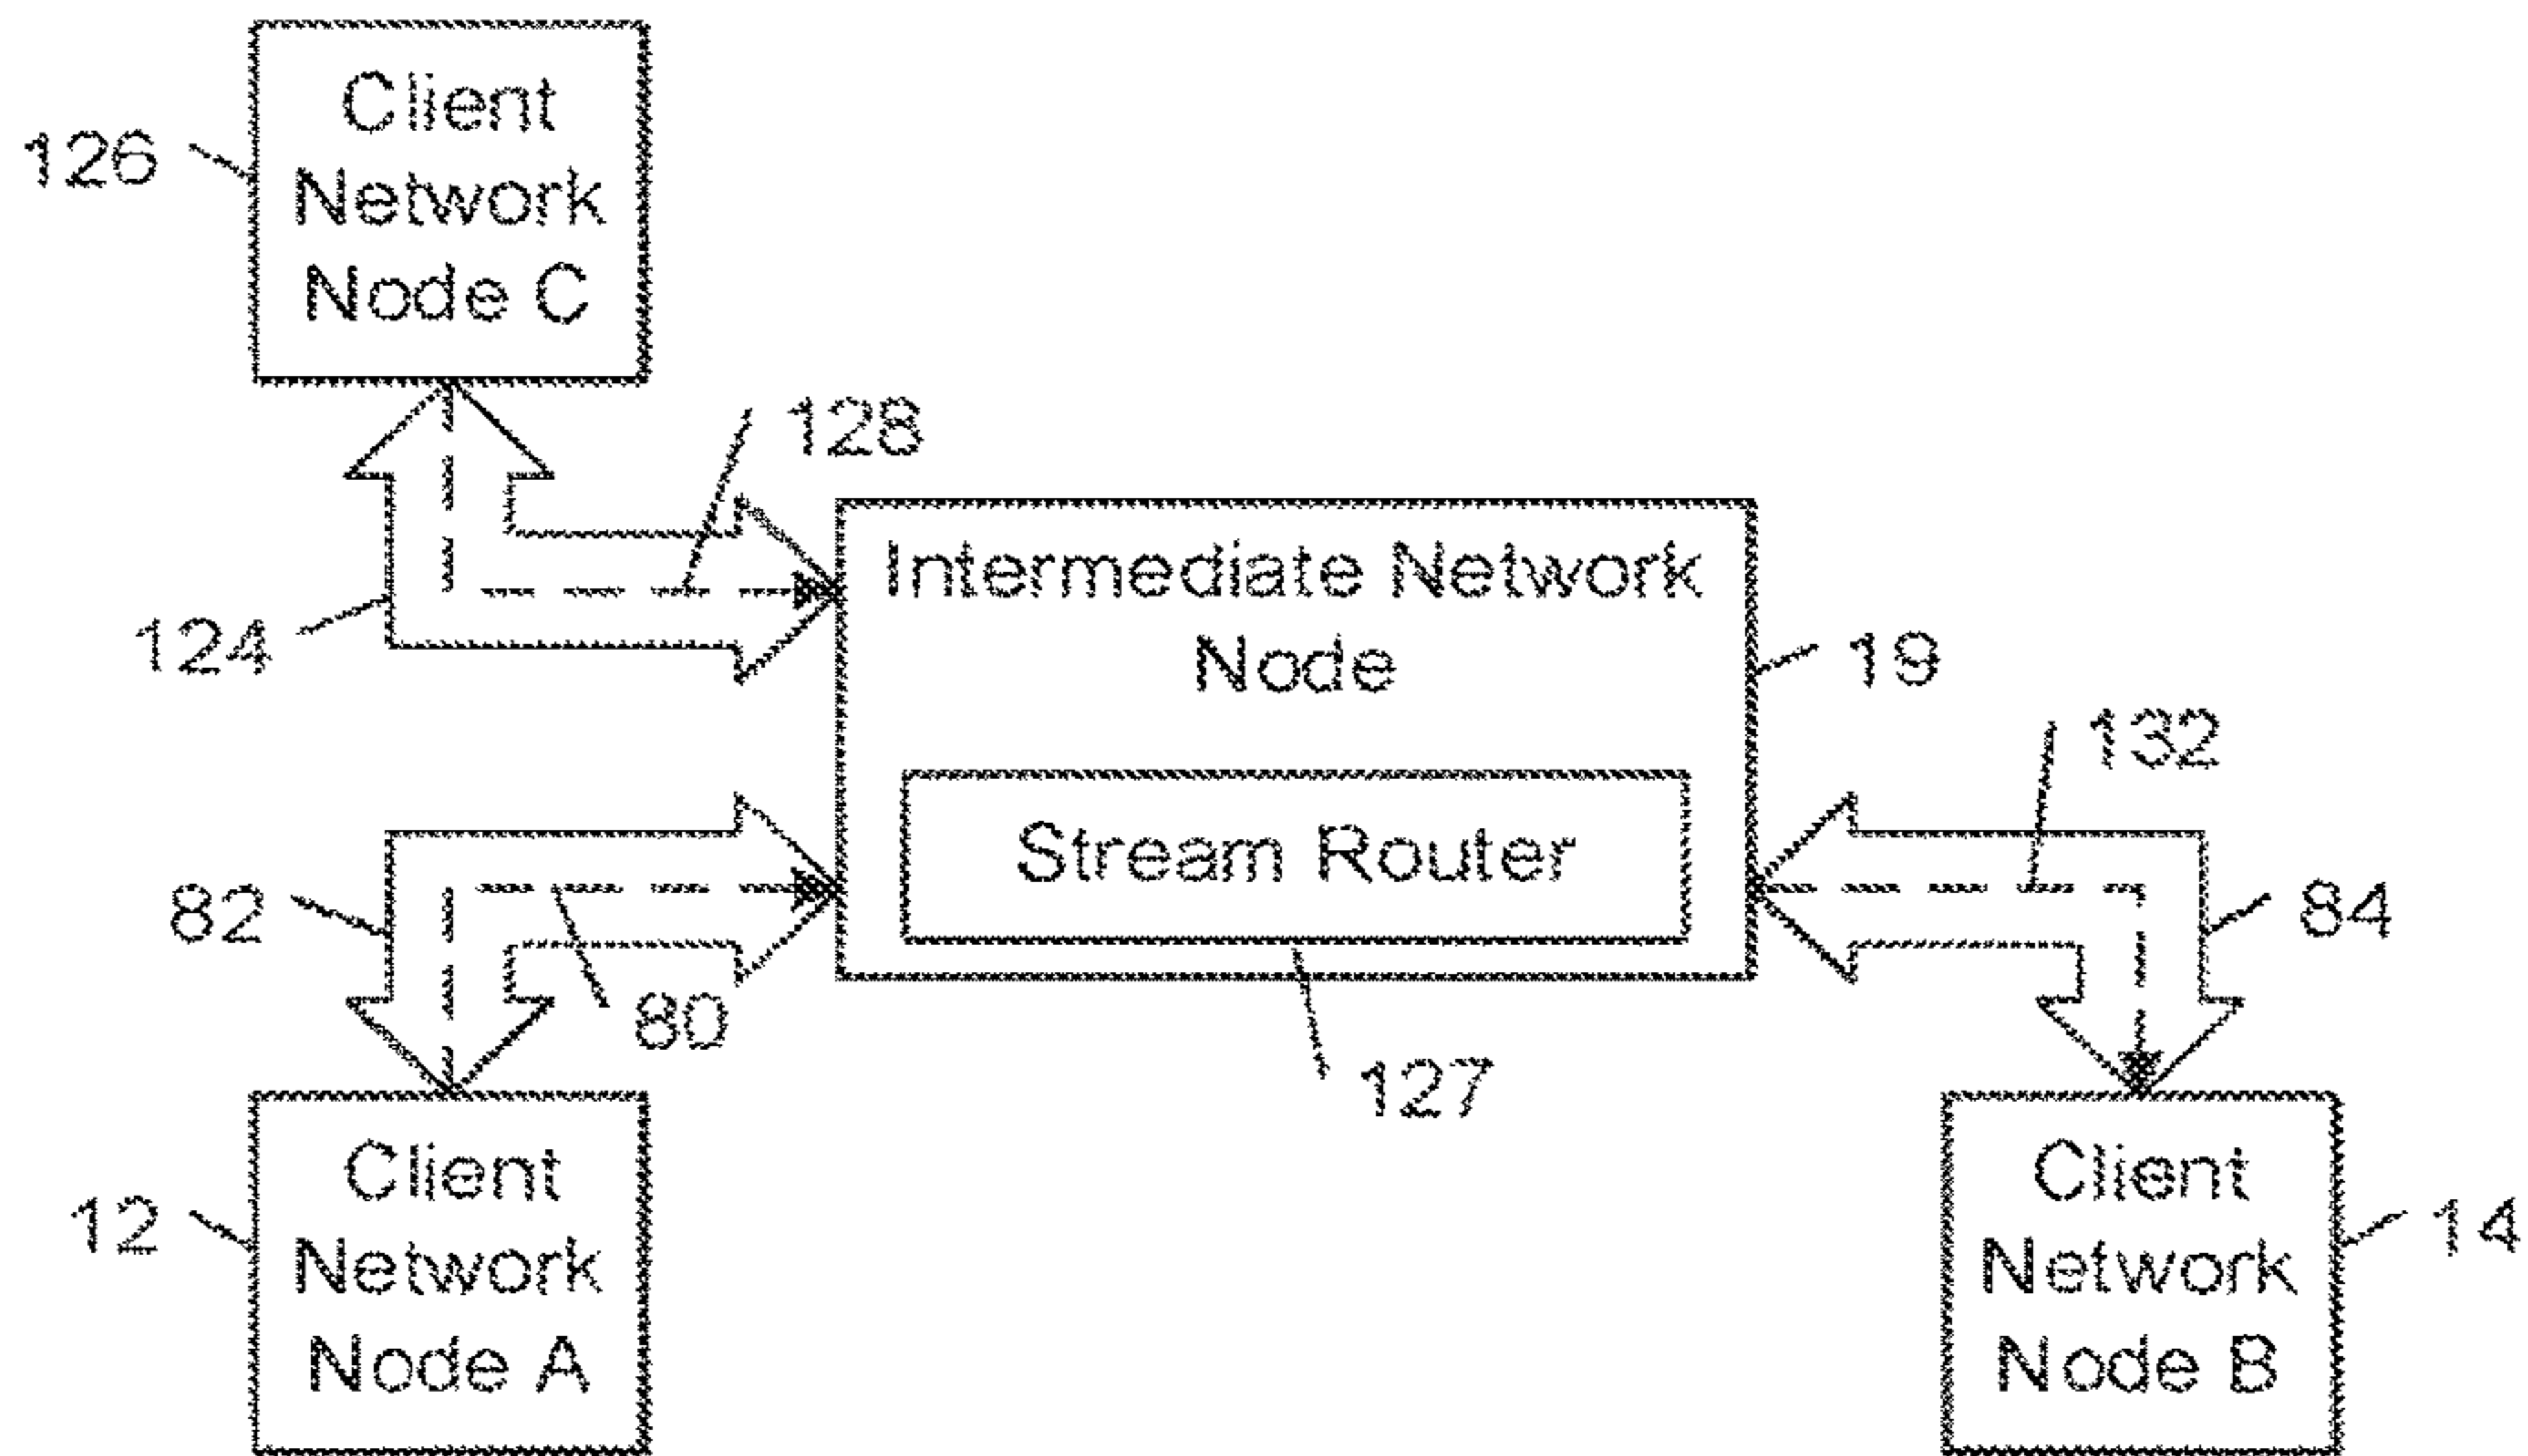 Client
Network
Node C
126
128
124
Intermediate Network
Node
19
132
Stream Router
82
84
80
127
Client
Network
Node A
12
Client
Network
Node B
14